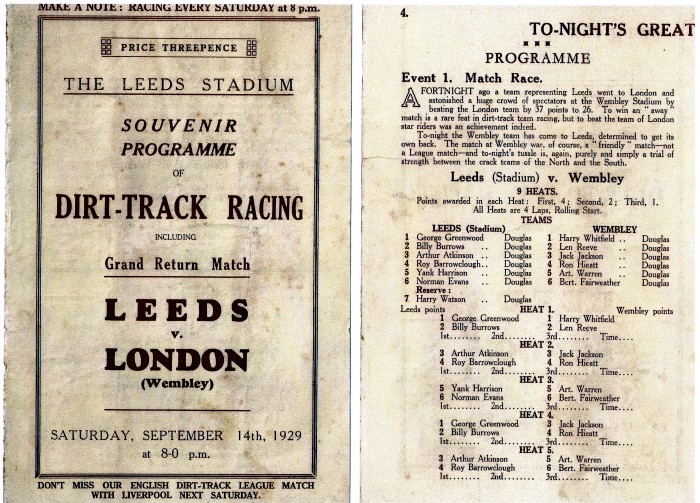 MAKE A NOTE: RACING EVERY SATURDAY at 8 p.m.
PRICE THREEPENCE
THE LEEDS STADIUM
SOUVENIR
PROGRAMME
OF
DIRT-TRACK RACING
INCLUDING
Grand Return Match
LEEDS
v.
LONDON
(Wembley)
SATURDAY, SEPTEMBER 14th, 1929
at 8-0 p.m.
DON'T MISS OUR ENGLISH DIRT-TRACK LEAGUE MATCH
WITH LIVERPOOL NEXT SATURDAY.
4.
TO-NIGHT'S GREAT
PROGRAMME
Event 1. Match Race.
A FORTNIGHT ago a team representing Leeds went to London and
astonished a huge crowd of spectators at the Wembley Stadium by
beating the London team by 37 points to 26. To win an "away"
match is a rare feat in dirt-track team racing, but to beat the team of London
star riders was an achievement indeed.
To-night the Wembley team has come to Leeds, determined to get its
own back. The match at Wembley was, of course, a "friendly" match—not
a League match—and to-night's tussle is, again, purely and simply a trial of
strength between the crack teams of the North and the South.
Leeds (Stadium) v. Wembley
9 HEATS.
Points awarded in each Heat: First, 4; Second, 2; Third, 1.
All Heats are 4 Laps, Rolling Start.
TEAMS
LEEDS (Stadium) WEMBLEY
1 George Greenwood Douglas 1 Harry Whitfield .. Douglas
2 Billy Burrows .. Douglas 2 Len Reeve .. Douglas
3 Arthur Atkinson .. Douglas 3 Jack Jackson .. Douglas
4 Roy Barrowclough.. Douglas 4 Ron Hieatt .. Douglas
5 Yank Harrison .. Douglas 5 Art. Warren .. Douglas
6 Norman Evans .. Douglas 6 Bert. Fairweather .. Douglas
Reserve:
7 Harry Watson .. Douglas
Leeds points HEAT 1. Wembley points
1 George Greenwood 1 Harry Whitfield
2 Billy Burrows 2 Len Reeve
1st........ 2nd........ 3rd........ Time....
HEAT 2.
3 Arthur Atkinson 3 Jack Jackson
4 Roy Barrowclough 4 Ron Hieatt
1st........ 2nd........ 3rd........ Time....
HEAT 3.
5 Yank Harrison 5 Art. Warren
6 Norman Evans 6 Bert. Fairweather
1st........ 2nd........ 3rd........ Time....
HEAT 4.
1 George Greenwood 3 Jack Jackson
2 Billy Burrows 4 Ron Hieatt
1st........ 2nd........ 3rd........ Time....
HEAT 5.
3 Arthur Atkinson 5 Art. Warren
4 Roy Barrowclough 6 Bert. Fairweather
1st........ 2nd........ 3rd........ Time....